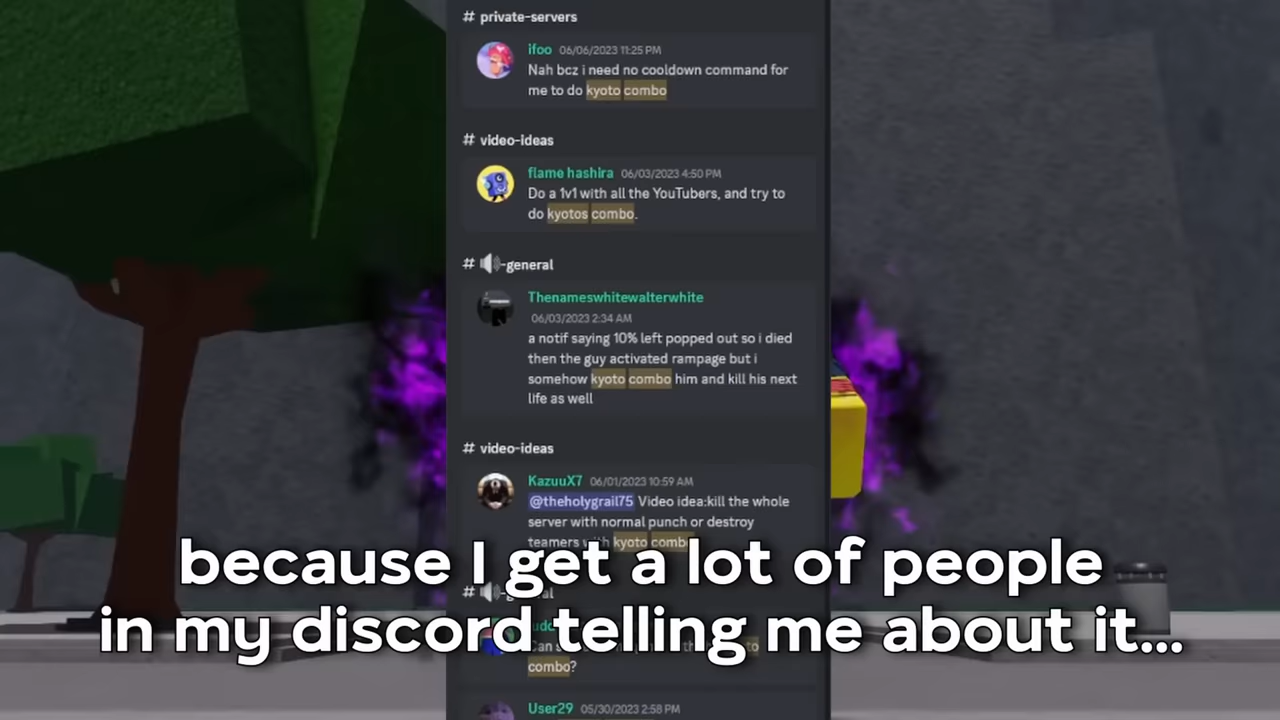 # private-servers
ifoo 06/06/2023 11:25 PM
Nah bcz i need no cooldown command for
me to do kyoto combo
# video-ideas
flame hashira 06/03/2023 4:50 PM
Do a 1v1 with all the YouTubers, and try to
do kyotos combo.
# 🔊-general
Thenameswhitewalterwhite
06/03/2023 2:34 AM
a notif saying 10% left popped out so i died
then the guy activated rampage but i
somehow kyoto combo him and kill his next
life as well
# video-ideas
KazuuX7 06/01/2023 10:59 AM
@theholygrail75 Video idea:kill the whole
server with normal punch or destroy
teamers with kyoto combo
because I get a lot of people
# 🔊-general
in my discord telling me about it...
combo?
User29 05/30/2023 2:58 PM